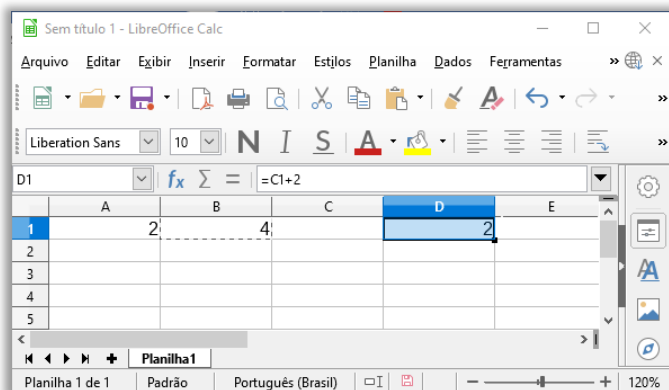 Sem título 1 - LibreOffice Calc
Arquivo Editar Exibir Inserir Formatar Estilos Planilha Dados Ferramentas »
»
Liberation Sans 10 N I S A »
D1 fx Σ = =C1+2
A B C D E
1 2 4 2
2
3
4
5
Planilha1
Planilha 1 de 1 Padrão Português (Brasil) 120%